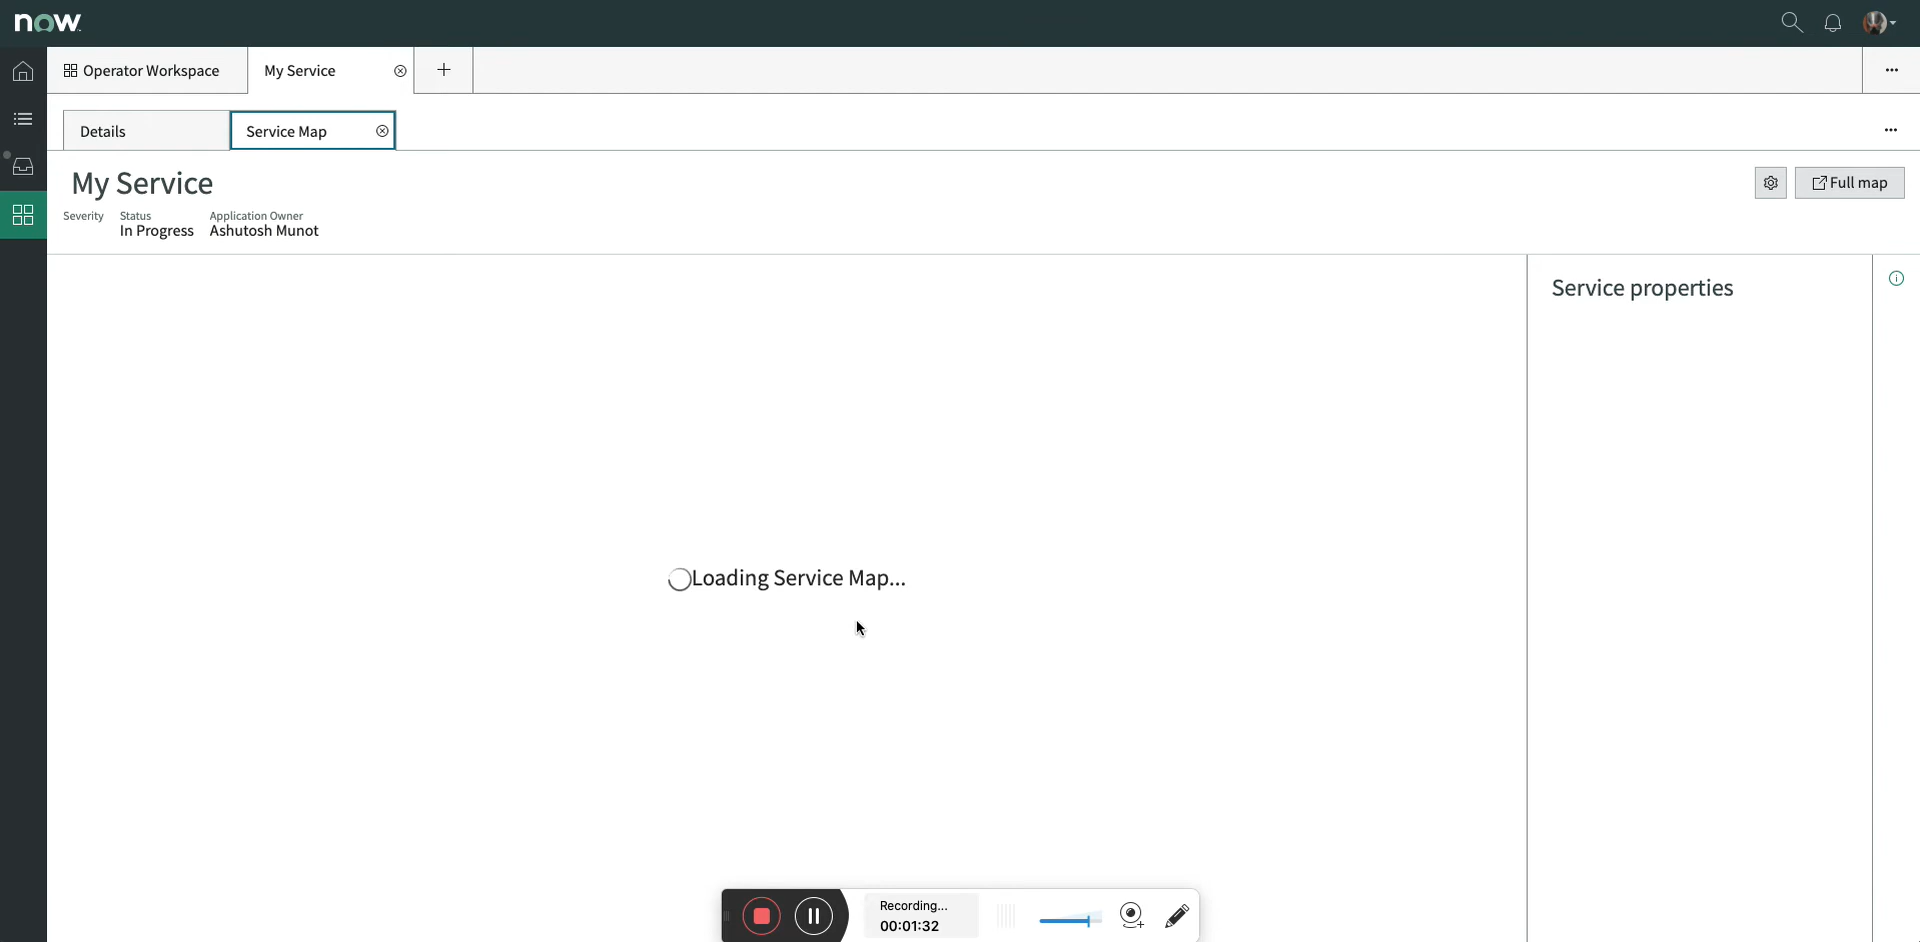 now
Operator Workspace
My Service
Details
Service Map
My Service
Full map
Severity
Status
Application Owner
In Progress
Ashutosh Munot
Service properties
Loading Service Map...
Recording...
00:01:32